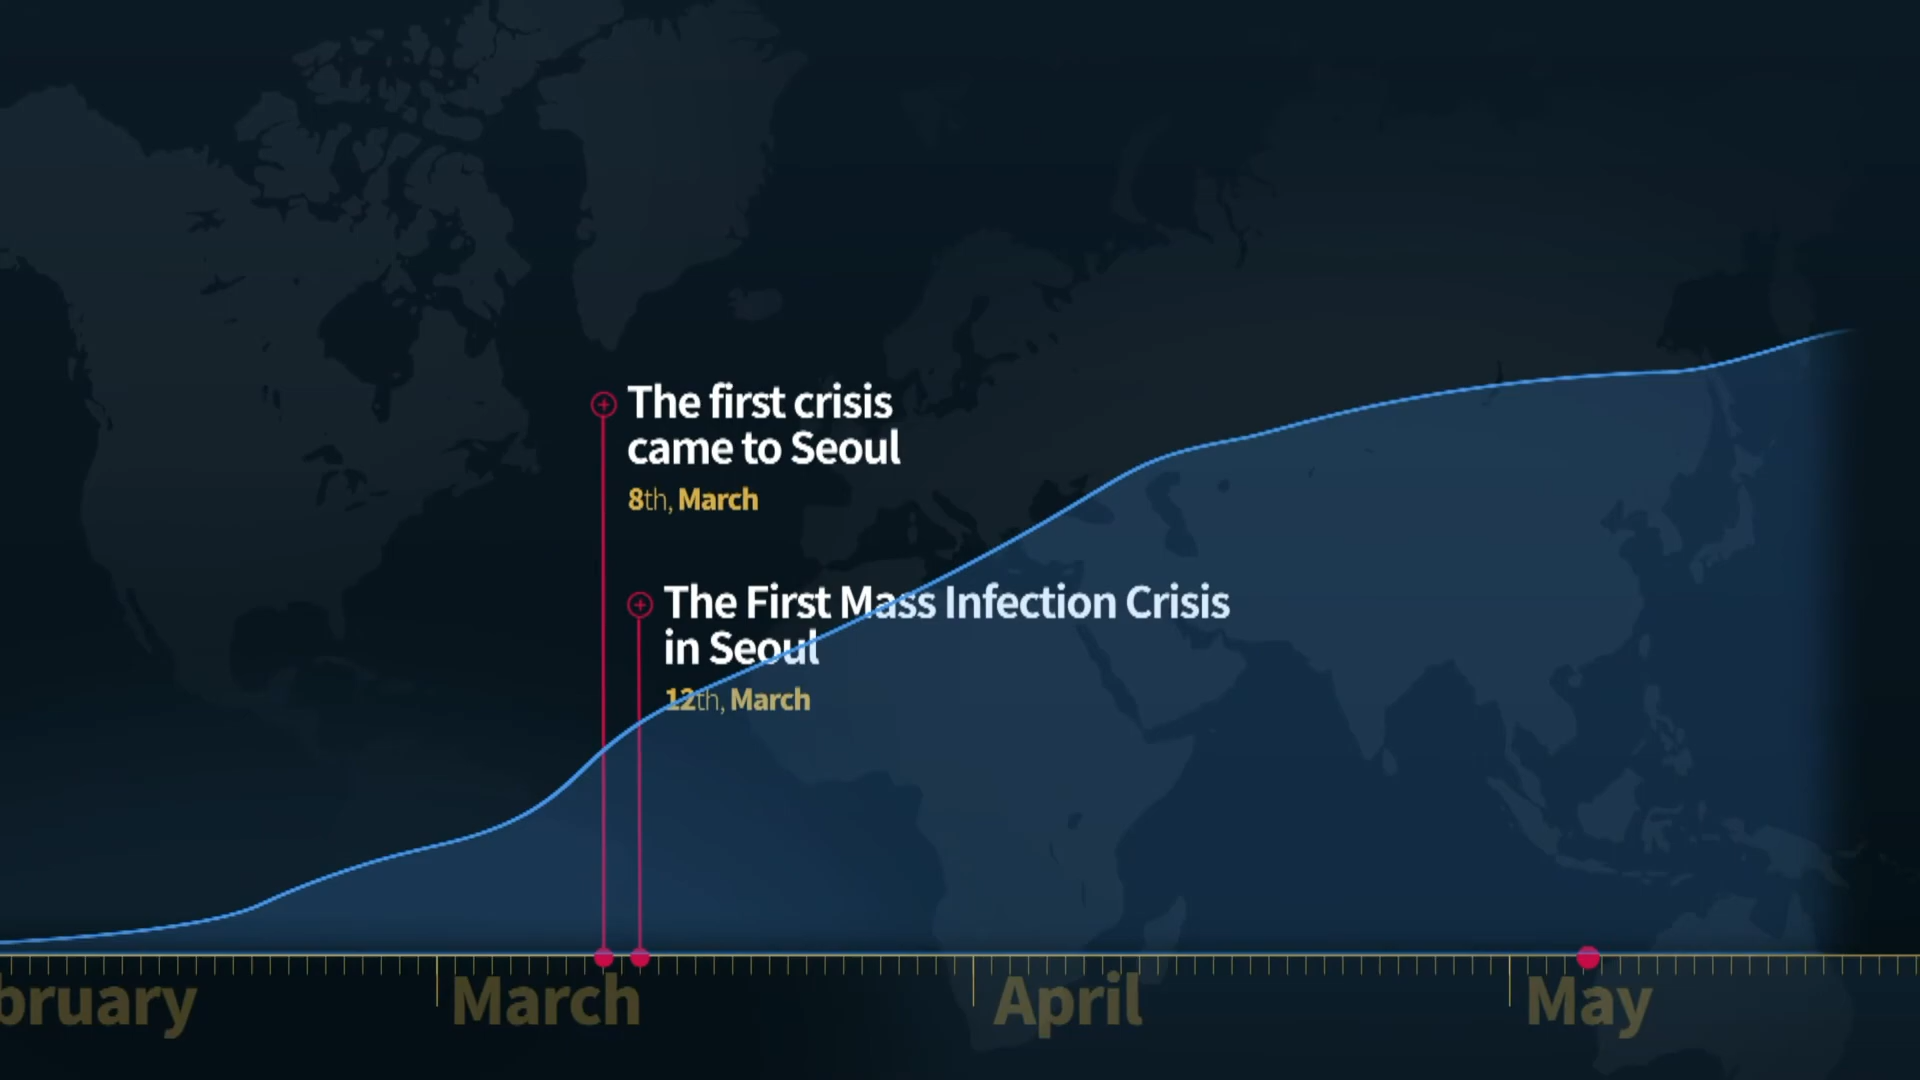 The first crisis
came to Seoul
8th, March
The First Mass Infection Crisis
in Seoul
12th, March
bruary
March
April
May